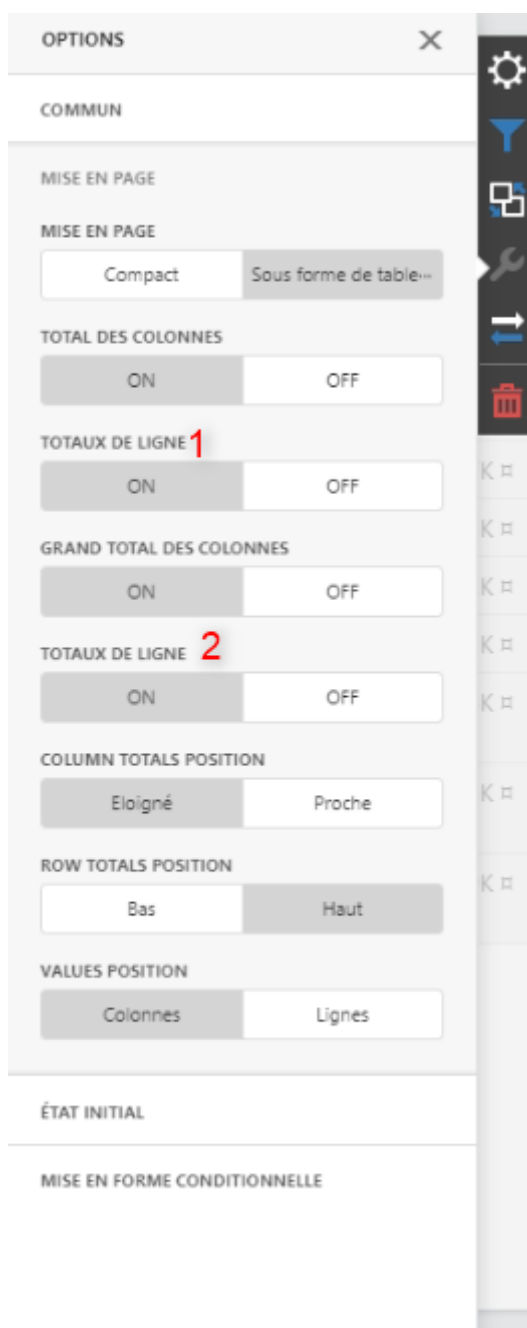 OPTIONS
COMMUN
MISE EN PAGE
MISE EN PAGE
Compact Sous forme de table...
TOTAL DES COLONNES
ON OFF
TOTAUX DE LIGNE 1
ON OFF
GRAND TOTAL DES COLONNES
ON OFF
TOTAUX DE LIGNE 2
ON OFF
COLUMN TOTALS POSITION
Eloigné Proche
ROW TOTALS POSITION
Bas Haut
VALUES POSITION
Colonnes Lignes
ÉTAT INITIAL
MISE EN FORME CONDITIONNELLE
K ¤
K ¤
K ¤
K ¤
K ¤
K ¤
K ¤